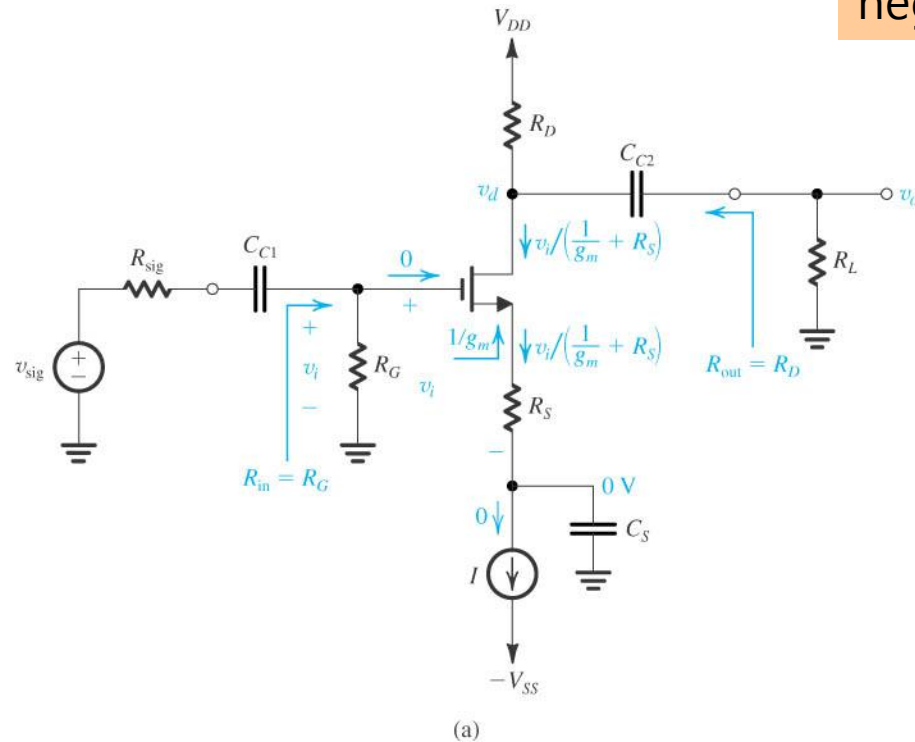 neg
V_DD
R_D
C_C2
v_d
v_o
v_i/(1/g_m + R_S)
R_L
R_sig
C_C1
0
+
1/g_m
v_i/(1/g_m + R_S)
R_out = R_D
v_sig
+
−
+
v_i
−
R_G
v_i
R_S
−
R_in = R_G
0 V
0
C_S
I
−V_SS
(a)